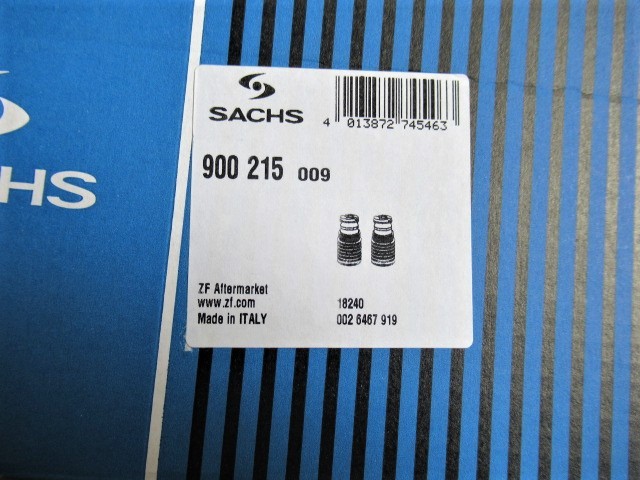 SACHS
4 013872 745463
900 215 009
ZF Aftermarket
www.zf.com
Made in ITALY
18240
002 6467 919
CHS